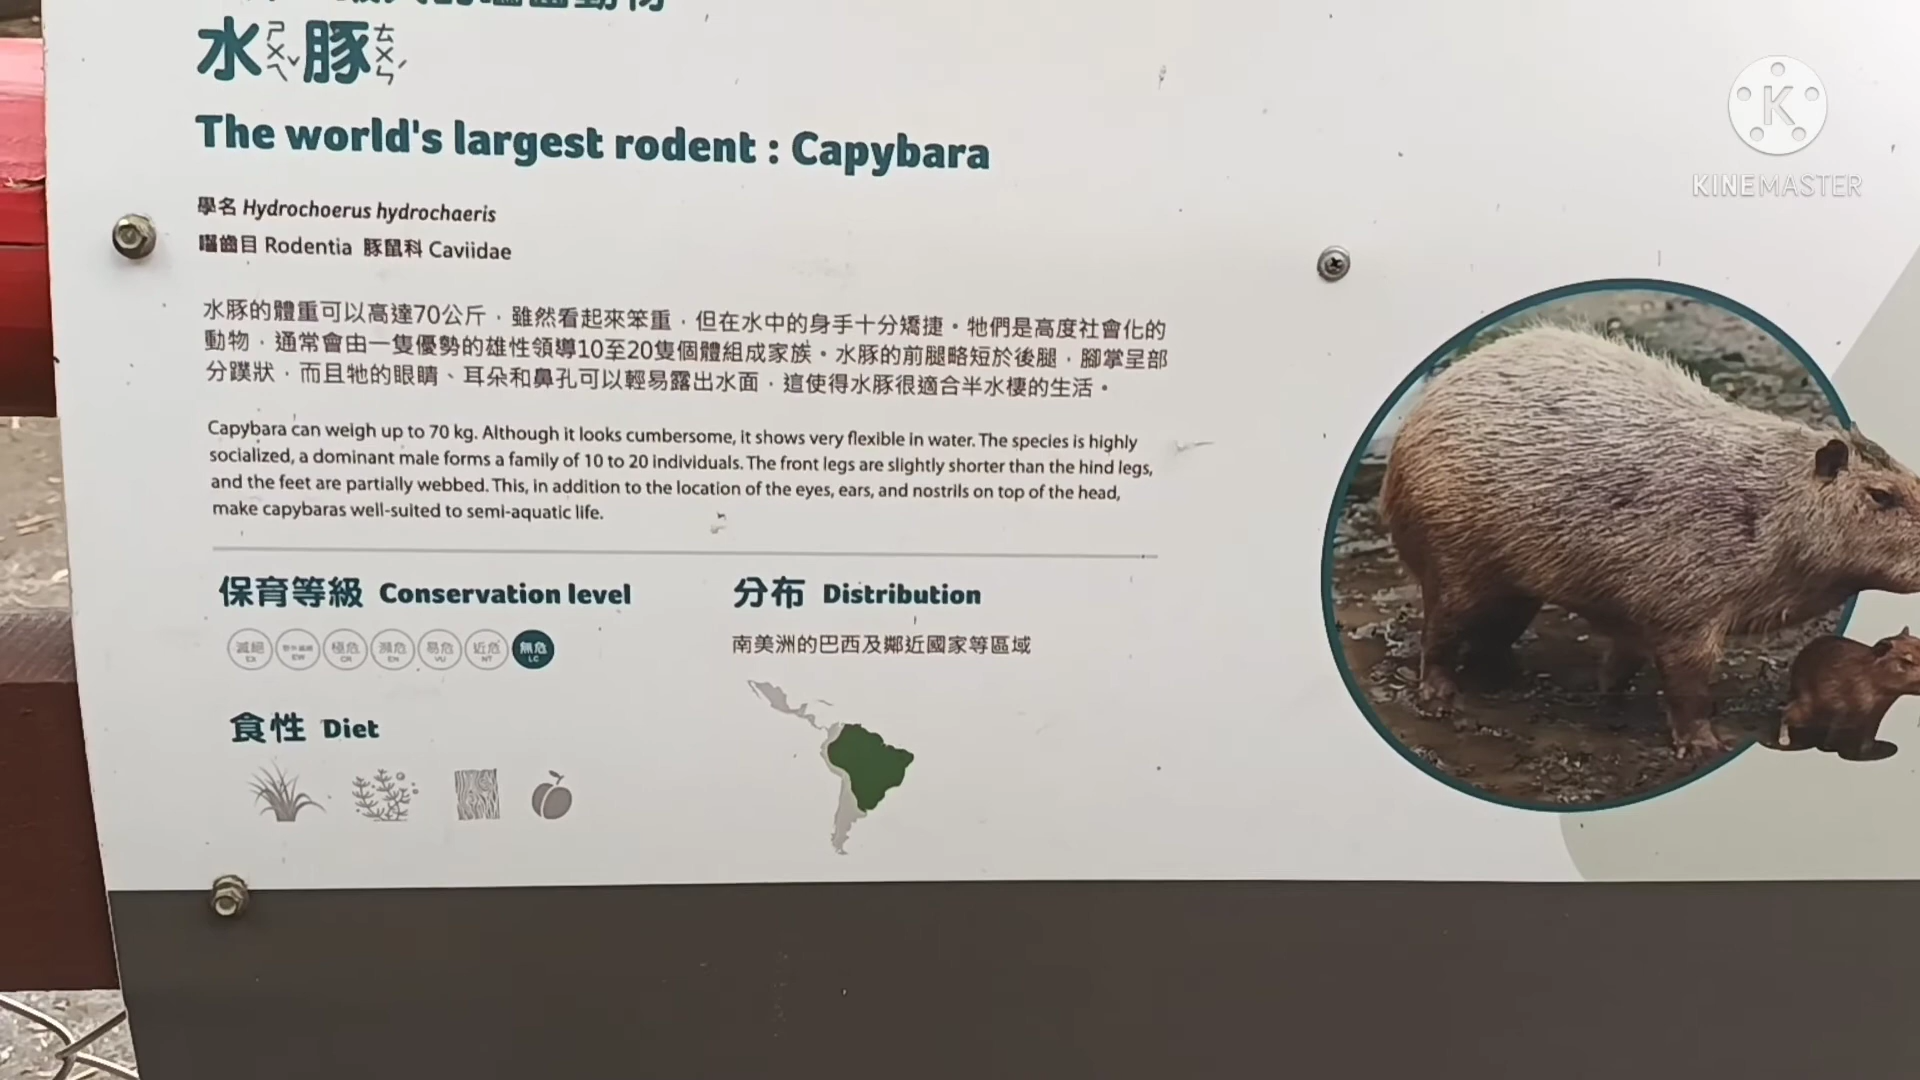 水ㄕㄨㄟˇ豚ㄊㄨㄣˊ
The world's largest rodent : Capybara
學名 Hydrochoerus hydrochaeris
囓齒目 Rodentia 豚鼠科 Caviidae
水豚的體重可以高達70公斤，雖然看起來笨重，但在水中的身手十分矯捷。牠們是高度社會化的
動物，通常會由一隻優勢的雄性領導10至20隻個體組成家族。水豚的前腿略短於後腿，腳掌呈部
分蹼狀，而且牠的眼睛、耳朵和鼻孔可以輕易露出水面，這使得水豚很適合半水棲的生活。
Capybara can weigh up to 70 kg. Although it looks cumbersome, it shows very flexible in water. The species is highly
socialized, a dominant male forms a family of 10 to 20 individuals. The front legs are slightly shorter than the hind legs,
and the feet are partially webbed. This, in addition to the location of the eyes, ears, and nostrils on top of the head,
make capybaras well-suited to semi-aquatic life.
保育等級 Conservation level
滅絕 EX 野外滅絕 EW 極危 CR 瀕危 EN 易危 VU 近危 NT 無危 LC
食性 Diet
分布 Distribution
南美洲的巴西及鄰近國家等區域
K
KINEMASTER